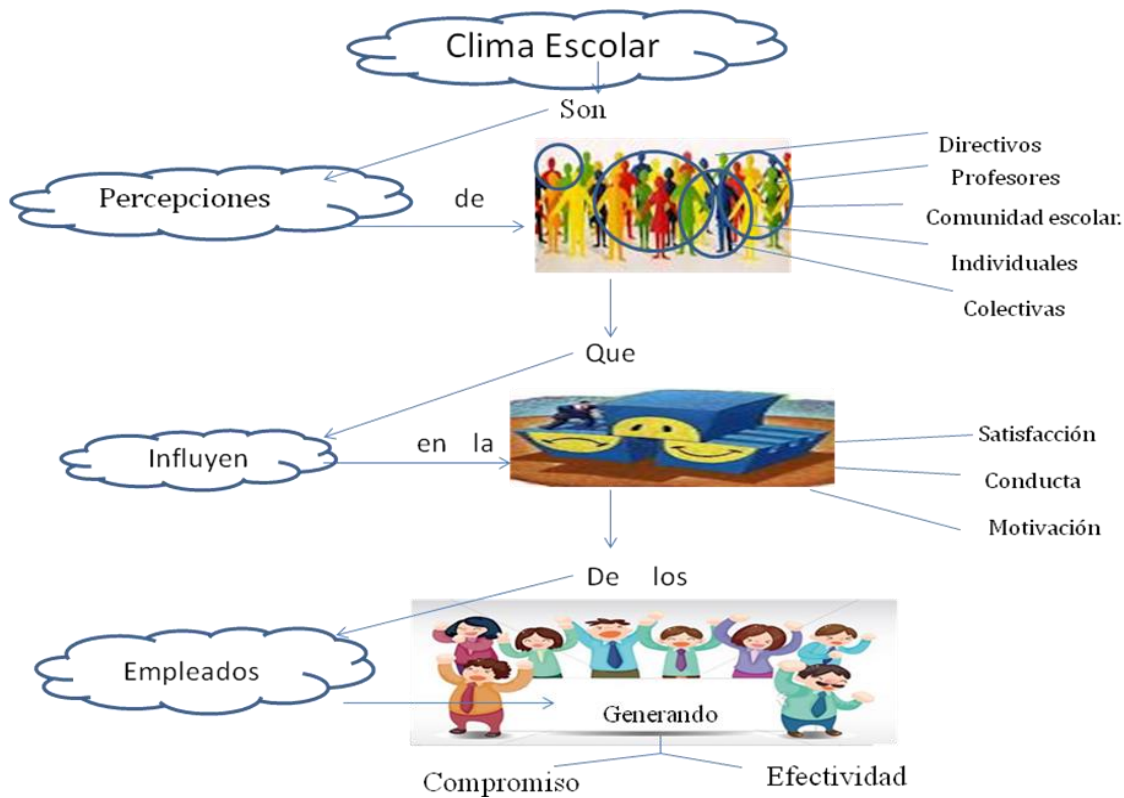 Clima Escolar
Son
Directivos
Profesores
Percepciones
de
Comunidad escolar.
Individuales
Colectivas
Que
Influyen
en la
Satisfacción
Conducta
Motivación
De los
Empleados
Generando
Compromiso
Efectividad